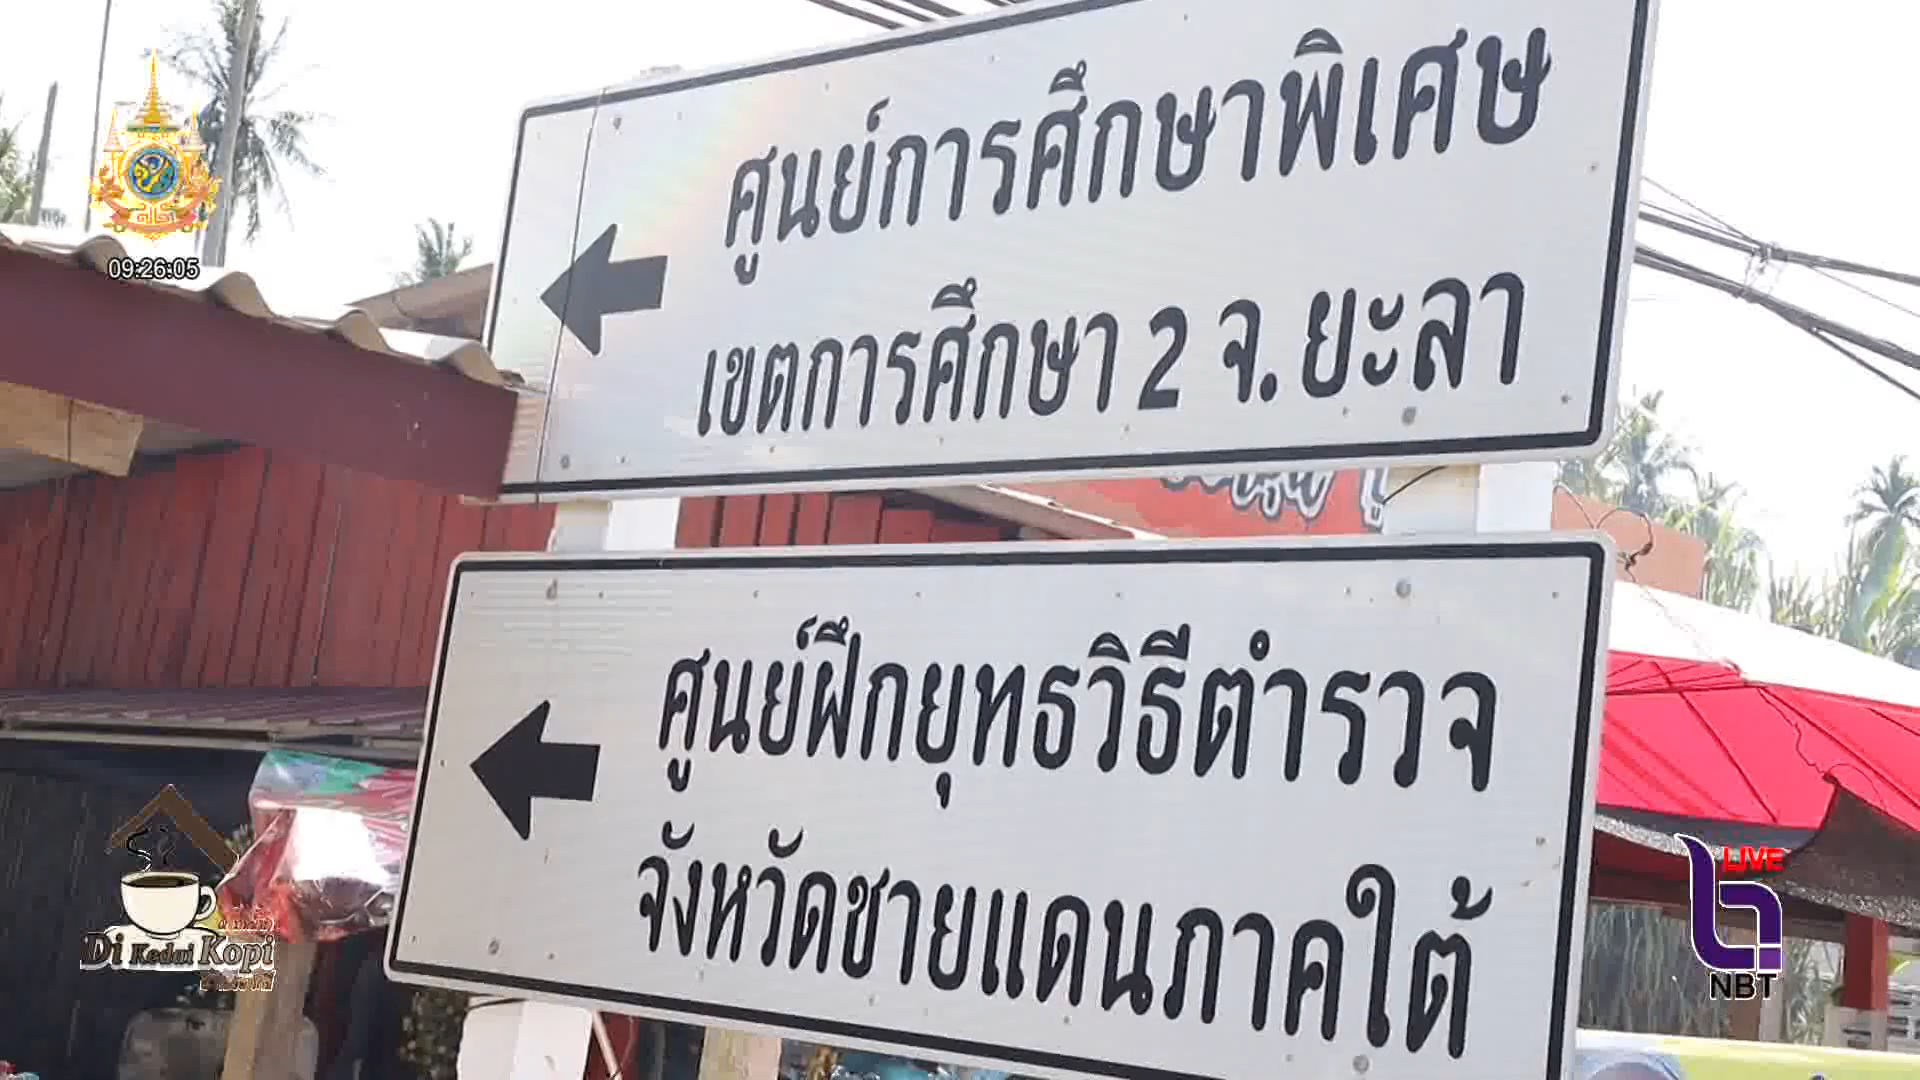 ศูนย์การศึกษาพิเศษ
เขตการศึกษา 2 จ.ยะลา
09:26:05
ศูนย์ฝึกยุทธวิธีตำรวจ
จังหวัดชายแดนภาคใต้
LIVE
NBT
Di Kedai Kopi